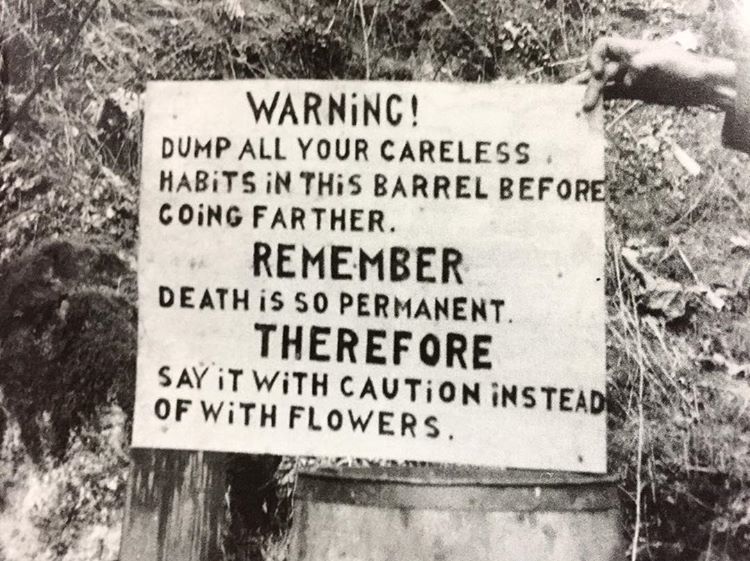 WARNiNG!
DUMP ALL YOUR CARELESS
HABiTS iN THiS BARREL BEFORE
GOiNG FARTHER.
REMEMBER
DEATH iS SO PERMANENT.
THEREFORE
SAY iT WiTH CAUTiON iNSTEAD
OF WiTH FLOWERS.